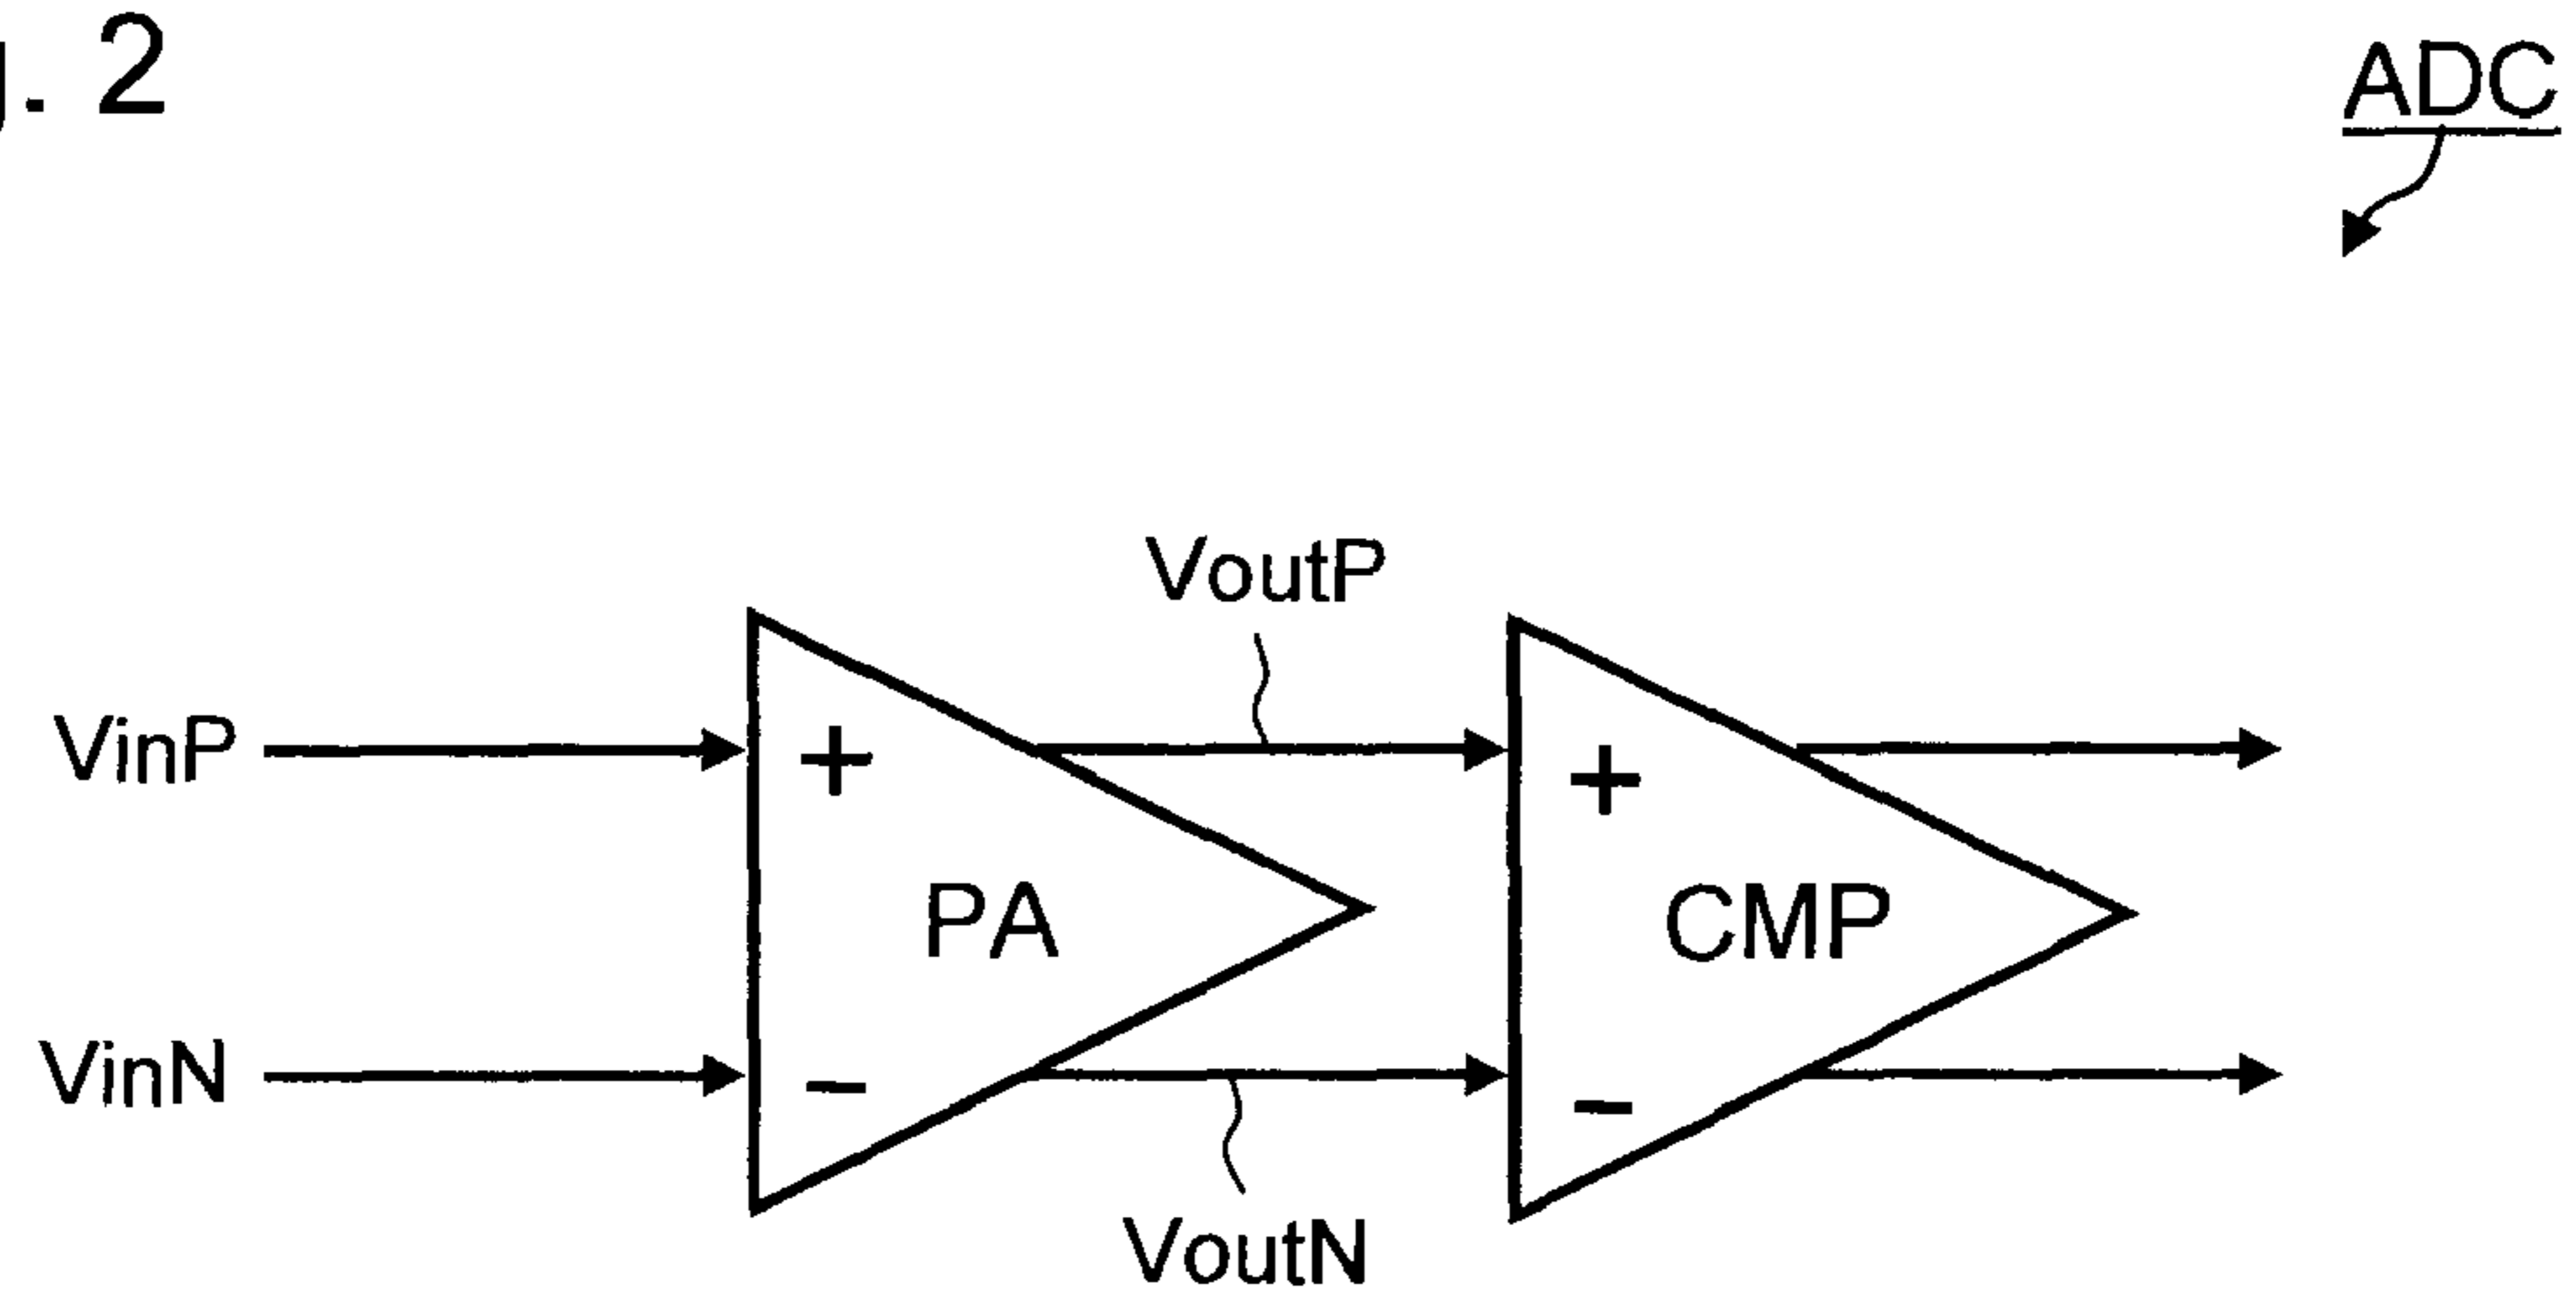 . 2
ADC
VoutP
VinP
+
+
PA
CMP
VinN
-
-
VoutN